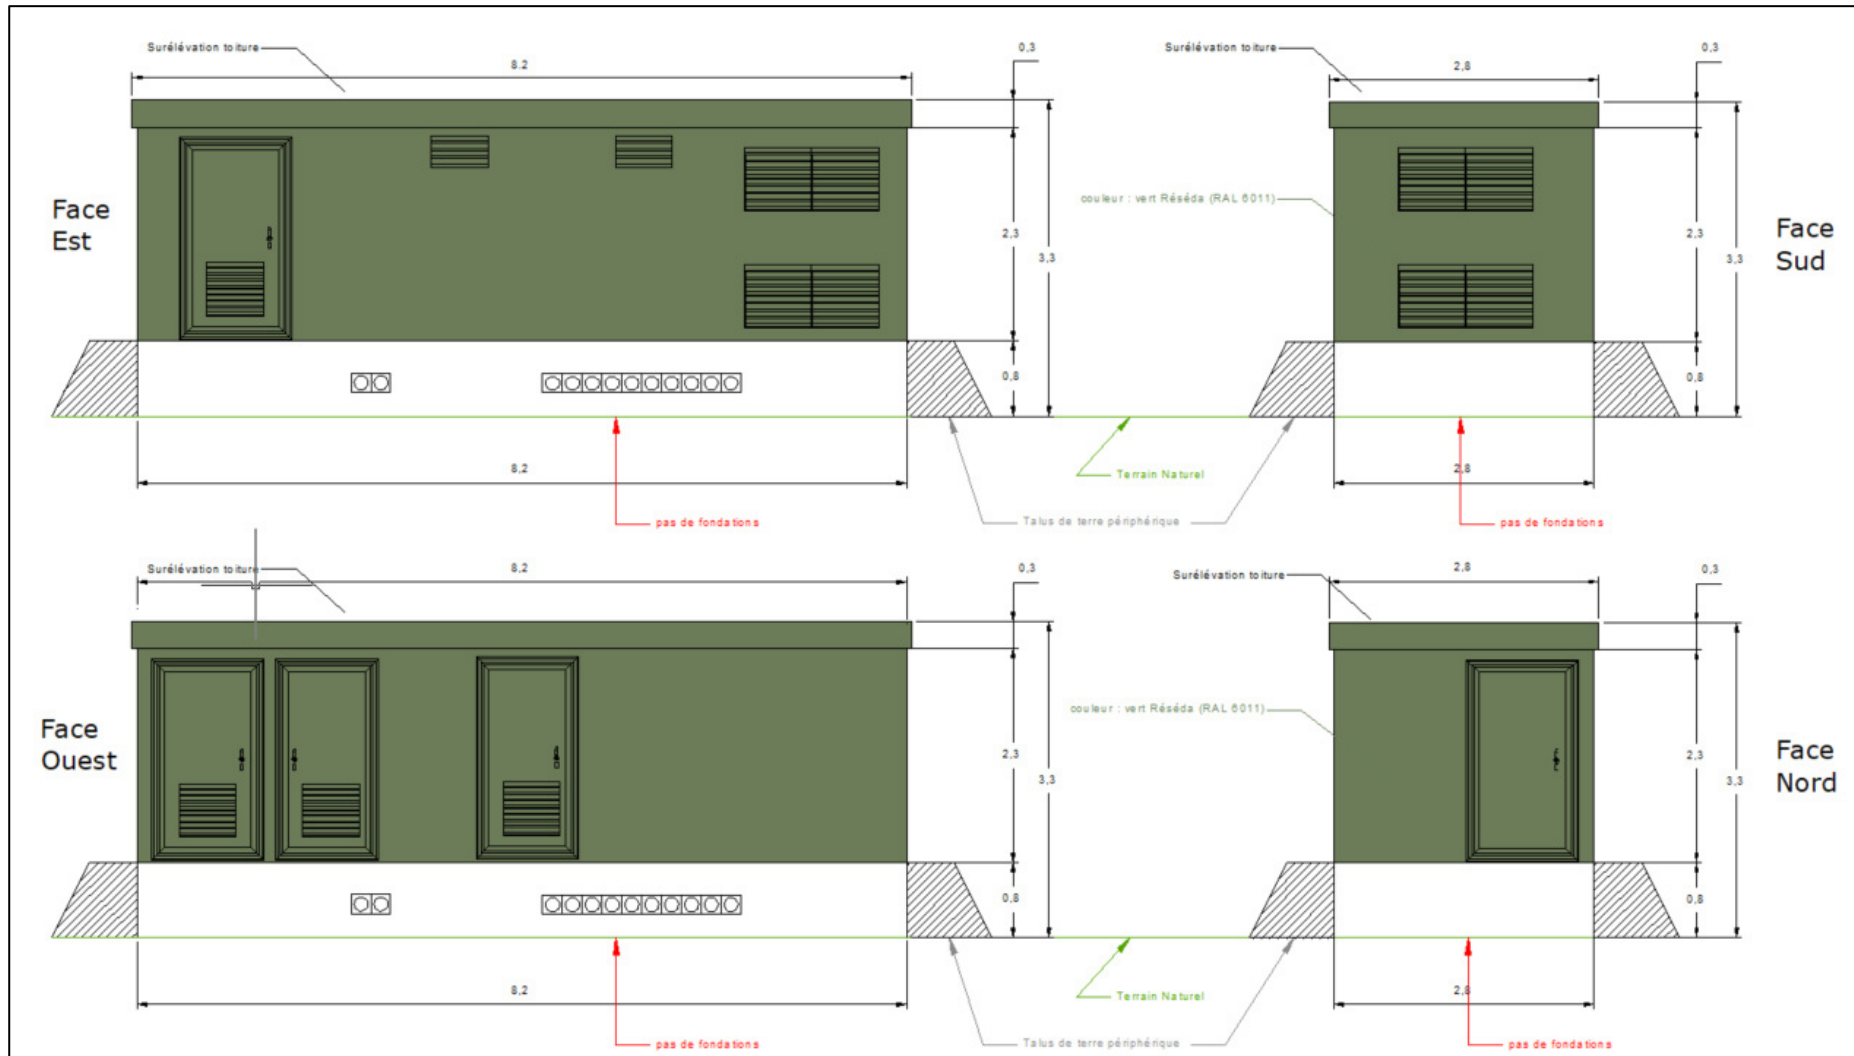 Surélévation toiture
8.2
0,3
Surélévation toiture
2,8
0,3
Face
Est
couleur : vert Réséda (RAL 6011)
2,3
3,3
2,3
3,3
Face
Sud
0,8
0,8
8,2
Terrain Naturel
2,8
pas de fondations
Talus de terre périphérique
pas de fondations
Surélévation toiture
8,2
0,3
Surélévation toiture
2,8
0,3
Face
Ouest
couleur : vert Réséda (RAL 6011)
2,3
3,3
2,3
3,3
Face
Nord
0,8
0,8
8,2
Terrain Naturel
2,8
pas de fondations
Talus de terre périphérique
pas de fondations